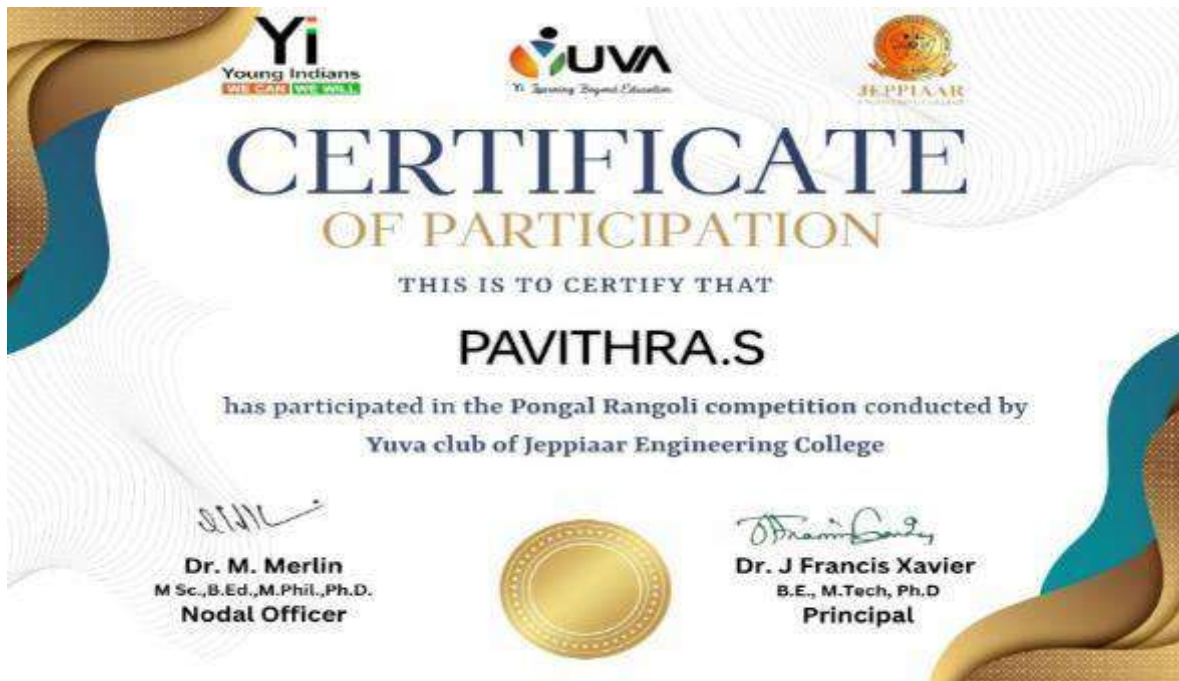 Yi
Young Indians
WE CAN WE WILL
YUVA
Yi Learning Beyond Education
JEPPIAAR
CERTIFICATE
OF PARTICIPATION
THIS IS TO CERTIFY THAT
PAVITHRA.S
has participated in the Pongal Rangoli competition conducted by
Yuva club of Jeppiaar Engineering College
Dr. M. Merlin
M Sc.,B.Ed.,M.Phil.,Ph.D.
Nodal Officer
Dr. J Francis Xavier
B.E., M.Tech, Ph.D
Principal